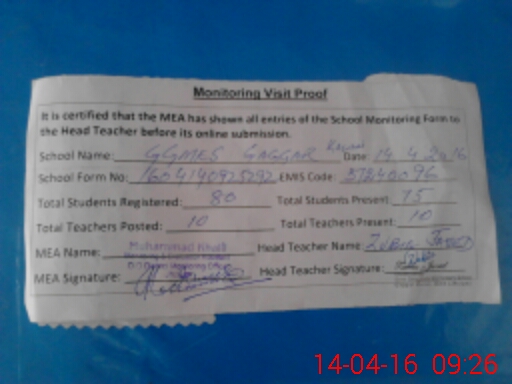 Monitoring Visit Proof
It is certified that the MEA has shown all entries of the School Monitoring Form to
the Head Teacher before its online submission.
School Name: GGMES GAGGAR Date 14.4.2016
School Form No: EMIS Code: 37240096
Total Students Registered: 80 Total Students Present 75
Total Teachers Posted: 10 Total Teachers Present: 10
MEA Name: Muhammad Head Teacher Name:
MEA Signature: Head Teacher Signature:
14-04-16 09:26